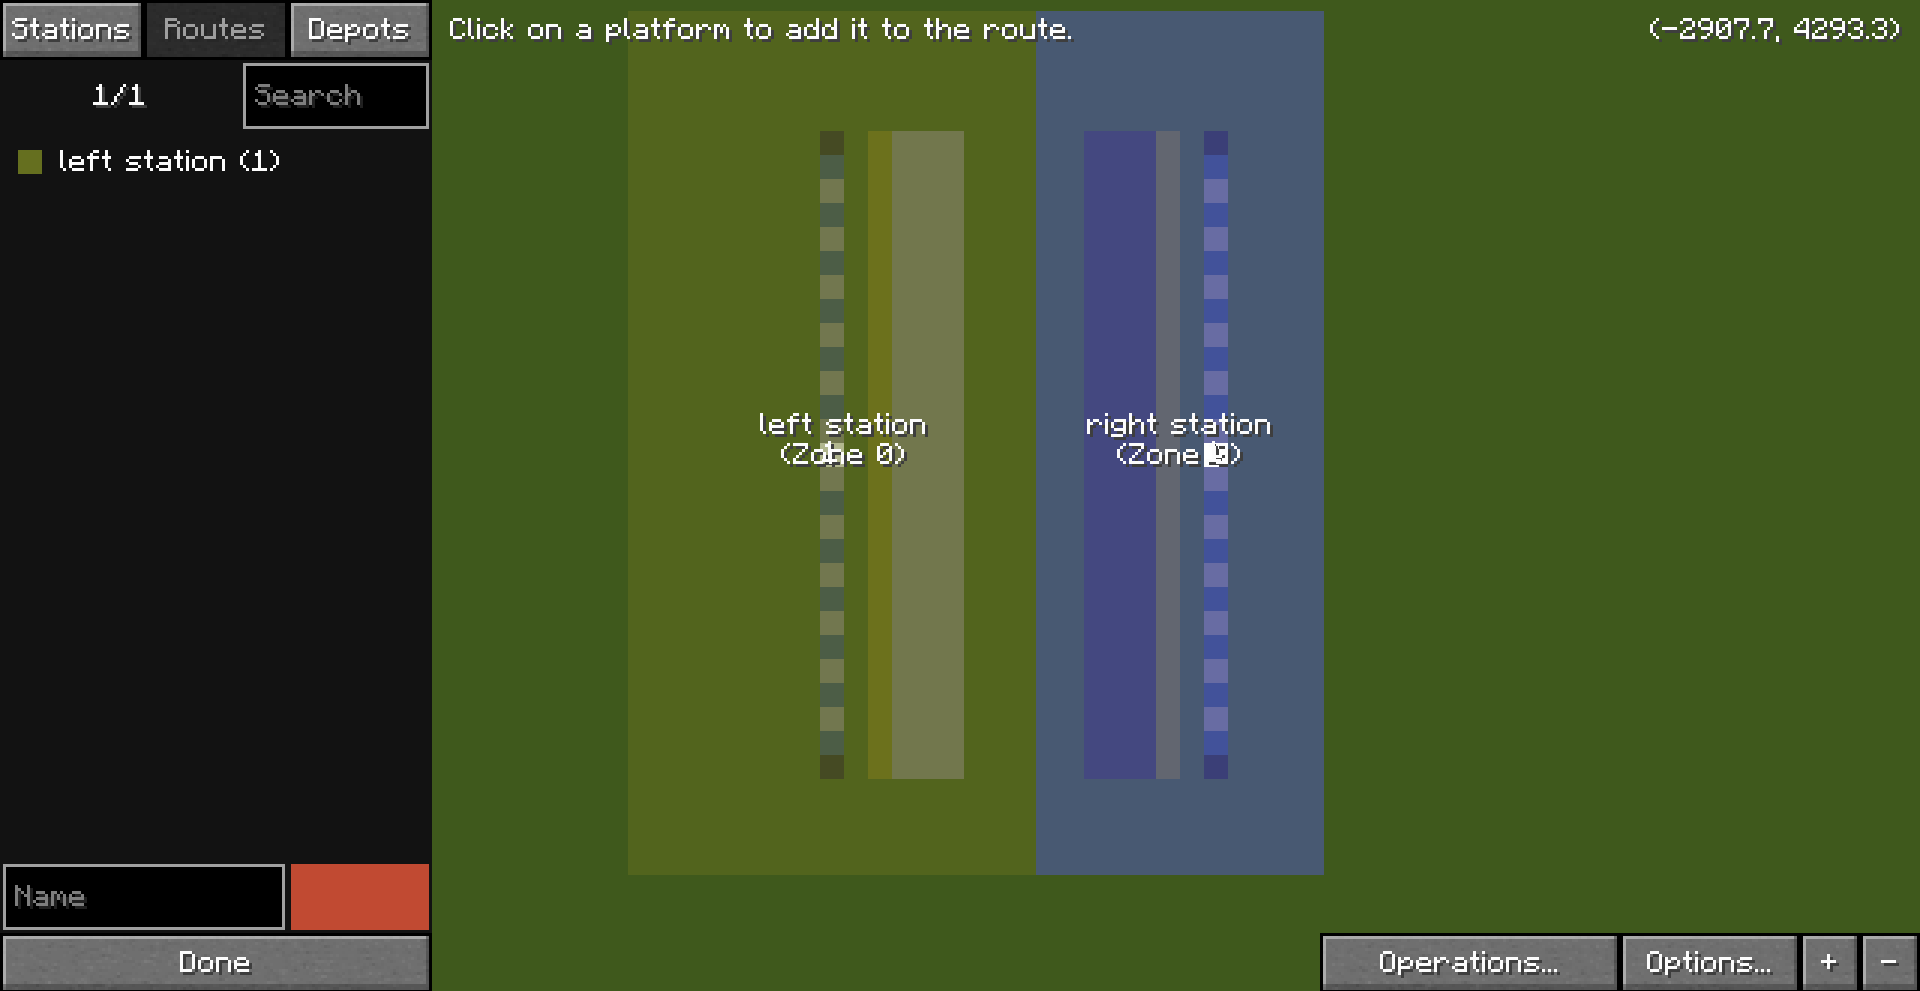 Stations Routes Depots
Click on a platform to add it to the route.
(-2907.7, 4293.3)
1/1
Search
left station (1)
left station
(Zone 0)
right station
(Zone 0)
Name
Done
Operations...
Options...
+
-